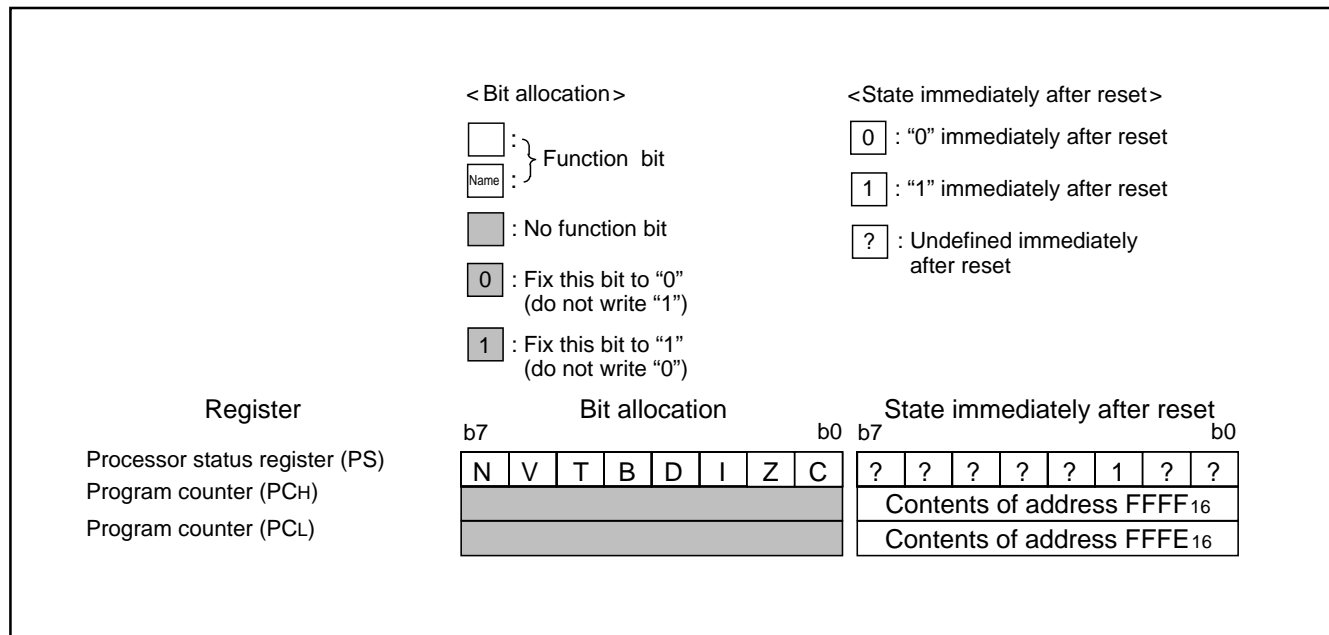 <Bit allocation>
<State immediately after reset>
:
Function bit
Name :
: No function bit
0 : Fix this bit to “0”
(do not write “1”)
1 : Fix this bit to “1”
(do not write “0”)
0 : “0” immediately after reset
1 : “1” immediately after reset
? : Undefined immediately
after reset
Register Bit allocation State immediately after reset
b7 b0 b7 b0
Processor status register (PS) N V T B D I Z C ? ? ? ? ? 1 ? ?
Program counter (PCH) Contents of address FFFF16
Program counter (PCL) Contents of address FFFE16